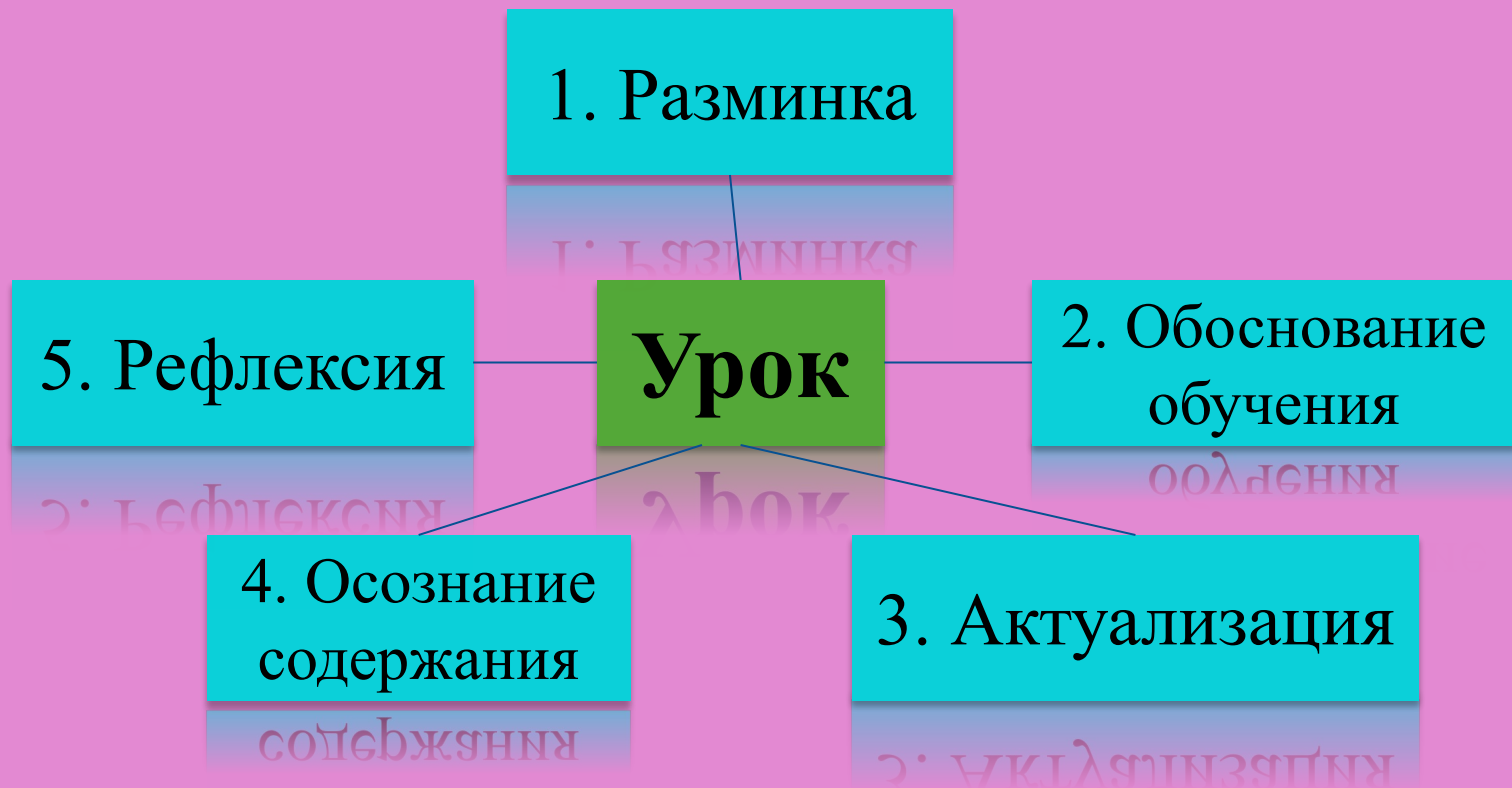 1. Разминка
5. Рефлексия
Урок
2. Обоснование
обучения
4. Осознание
содержания
3. Актуализация